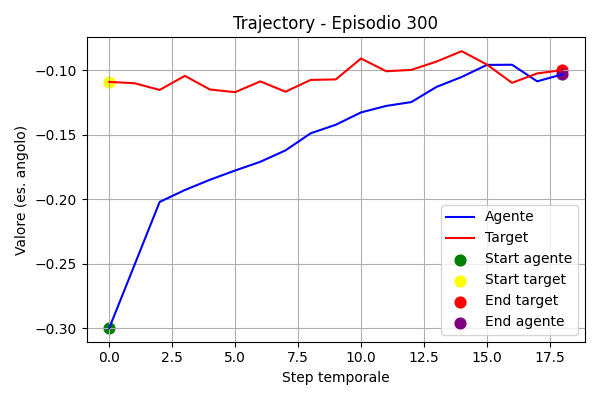 Trajectory - Episodio 300
Valore (es. angolo)
−0.10
−0.15
−0.20
−0.25
−0.30
0.0 2.5 5.0 7.5 10.0 12.5 15.0 17.5
Step temporale
Agente
Target
Start agente
Start target
End target
End agente